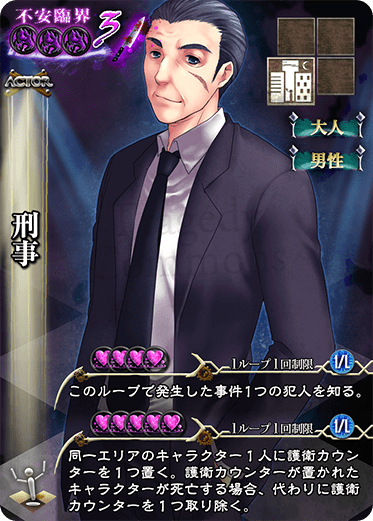 不安臨界
3
ACTOR
大人
男性
刑事
1ループ1回制限 1/L
このループで発生した事件1つの犯人を知る。
1ループ1回制限 1/L
同一エリアのキャラクター1人に護衛カウン
ターを1つ置く。護衛カウンターが置かれた
キャラクターが死亡する場合、代わりに護衛
カウンターを1つ取り除く。